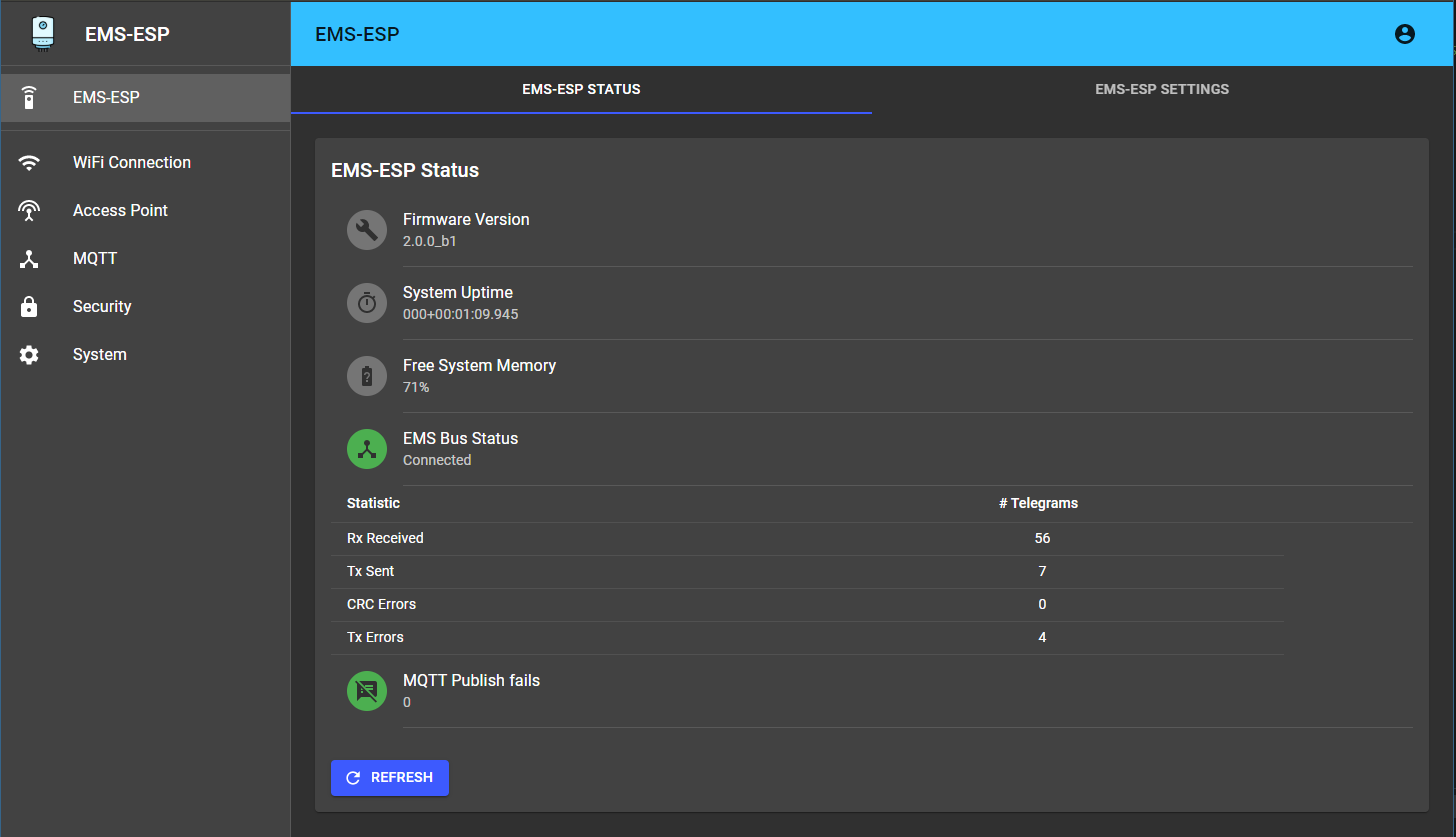 EMS-ESP
EMS-ESP
WiFi Connection
Access Point
MQTT
Security
System
EMS-ESP
EMS-ESP STATUS
EMS-ESP SETTINGS
EMS-ESP Status
Firmware Version
2.0.0_b1
System Uptime
000+00:01:09.945
Free System Memory
71%
EMS Bus Status
Connected
Statistic # Telegrams
Rx Received 56
Tx Sent 7
CRC Errors 0
Tx Errors 4
MQTT Publish fails
0
REFRESH